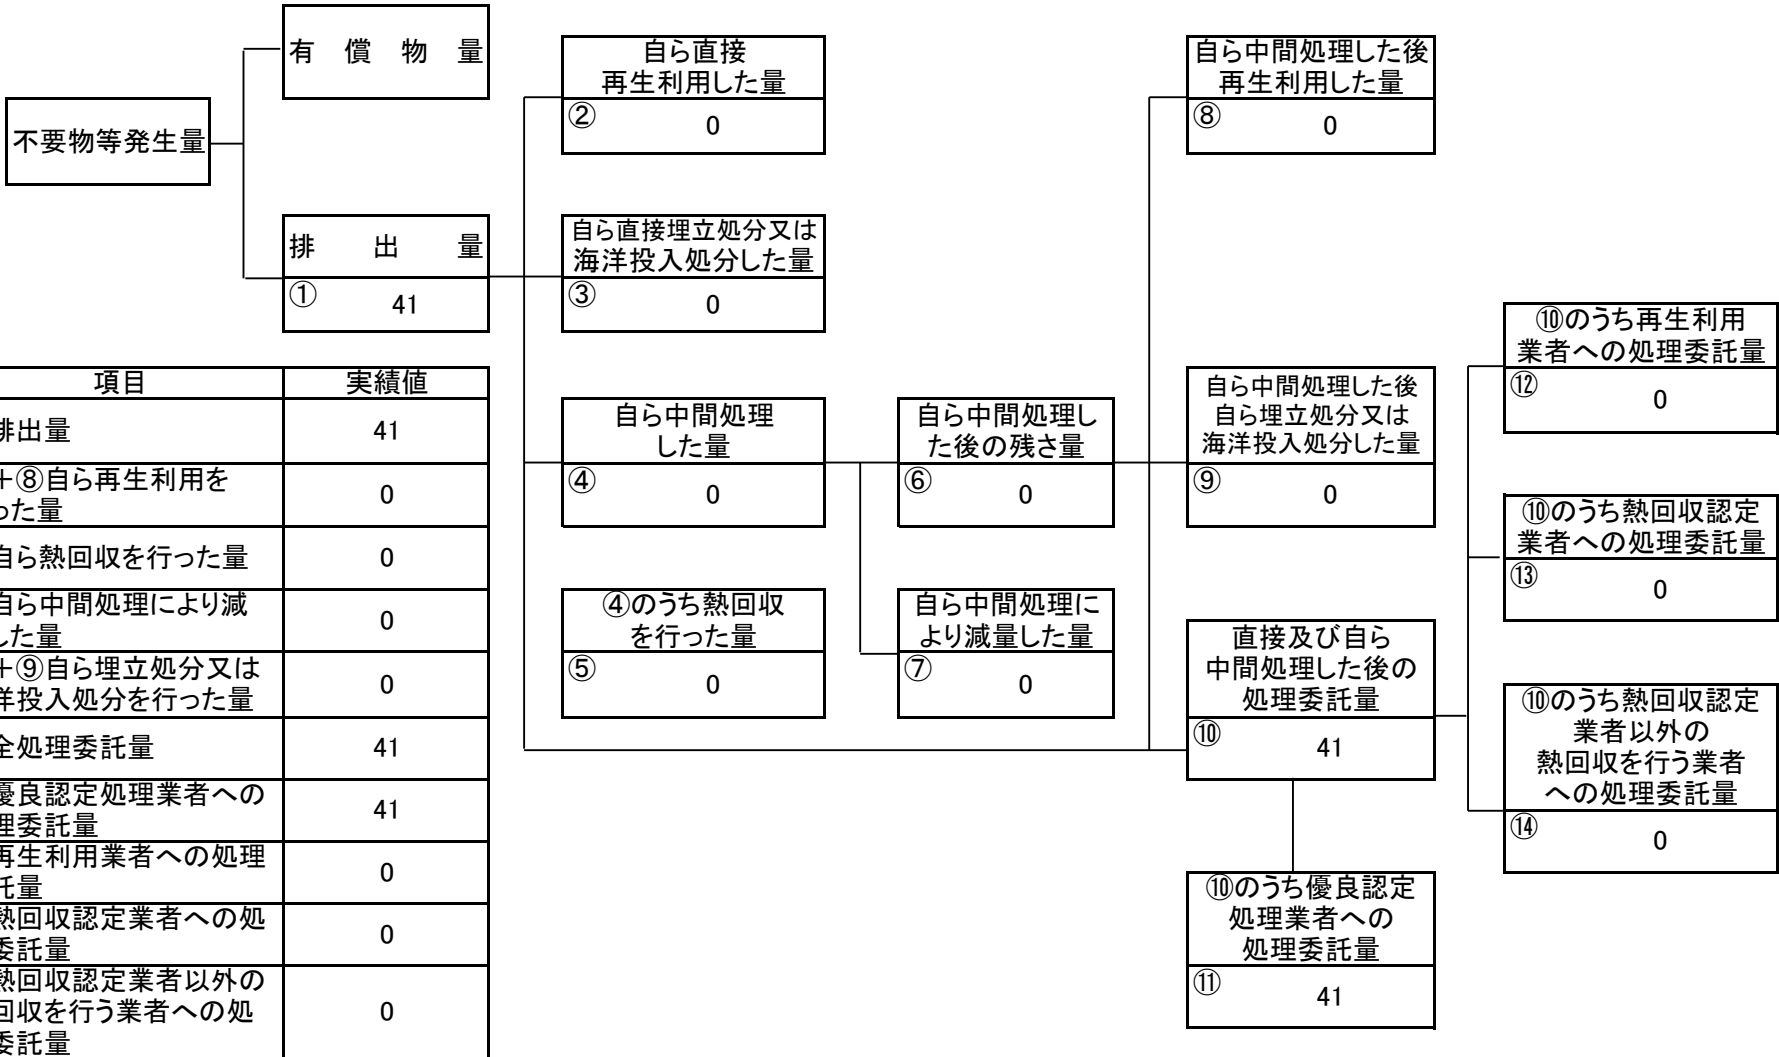 有償物量
不要物等発生量
排出量
① 41
自ら直接
再生利用した量
② 0
自ら直接埋立処分又は
海洋投入処分した量
③ 0
自ら中間処理
した量
④ 0
④のうち熱回収
を行った量
⑤ 0
自ら中間処理し
た後の残さ量
⑥ 0
自ら中間処理に
より減量した量
⑦ 0
自ら中間処理した後
再生利用した量
⑧ 0
自ら中間処理した後
自ら埋立処分又は
海洋投入処分した量
⑨ 0
直接及び自ら
中間処理した後の
処理委託量
⑩ 41
⑩のうち優良認定
処理業者への
処理委託量
⑪ 41
⑩のうち再生利用
業者への処理委託量
⑫ 0
⑩のうち熱回収認定
業者への処理委託量
⑬ 0
⑩のうち熱回収認定
業者以外の
熱回収を行う業者
への処理委託量
⑭ 0
項目 実績値
排出量 41
+⑧自ら再生利用を
った量 0
自ら熱回収を行った量 0
自ら中間処理により減
した量 0
+⑨自ら埋立処分又は
洋投入処分を行った量 0
全処理委託量 41
優良認定処理業者への
理委託量 41
再生利用業者への処理
託量 0
熱回収認定業者への処
委託量 0
熱回収認定業者以外の
回収を行う業者への処
委託量 0